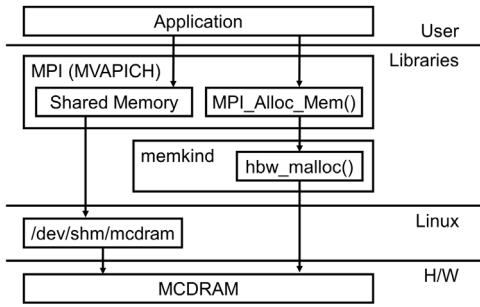 Application
User
Libraries
MPI (MVAPICH)
Shared Memory
MPI_Alloc_Mem()
memkind
hbw_malloc()
Linux
/dev/shm/mcdram
H/W
MCDRAM